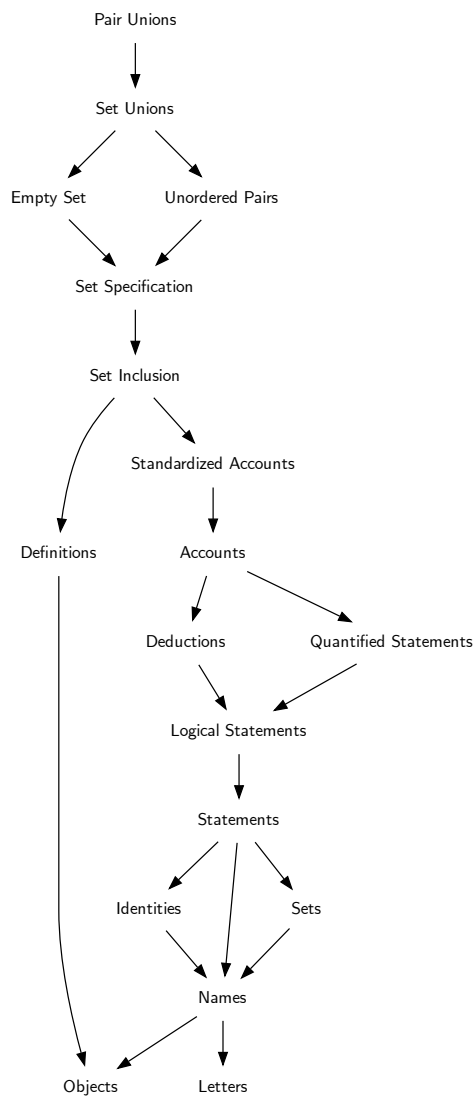 Pair Unions
Set Unions
Empty Set
Unordered Pairs
Set Specification
Set Inclusion
Standardized Accounts
Definitions
Accounts
Deductions
Quantified Statements
Logical Statements
Statements
Identities
Sets
Names
Objects
Letters